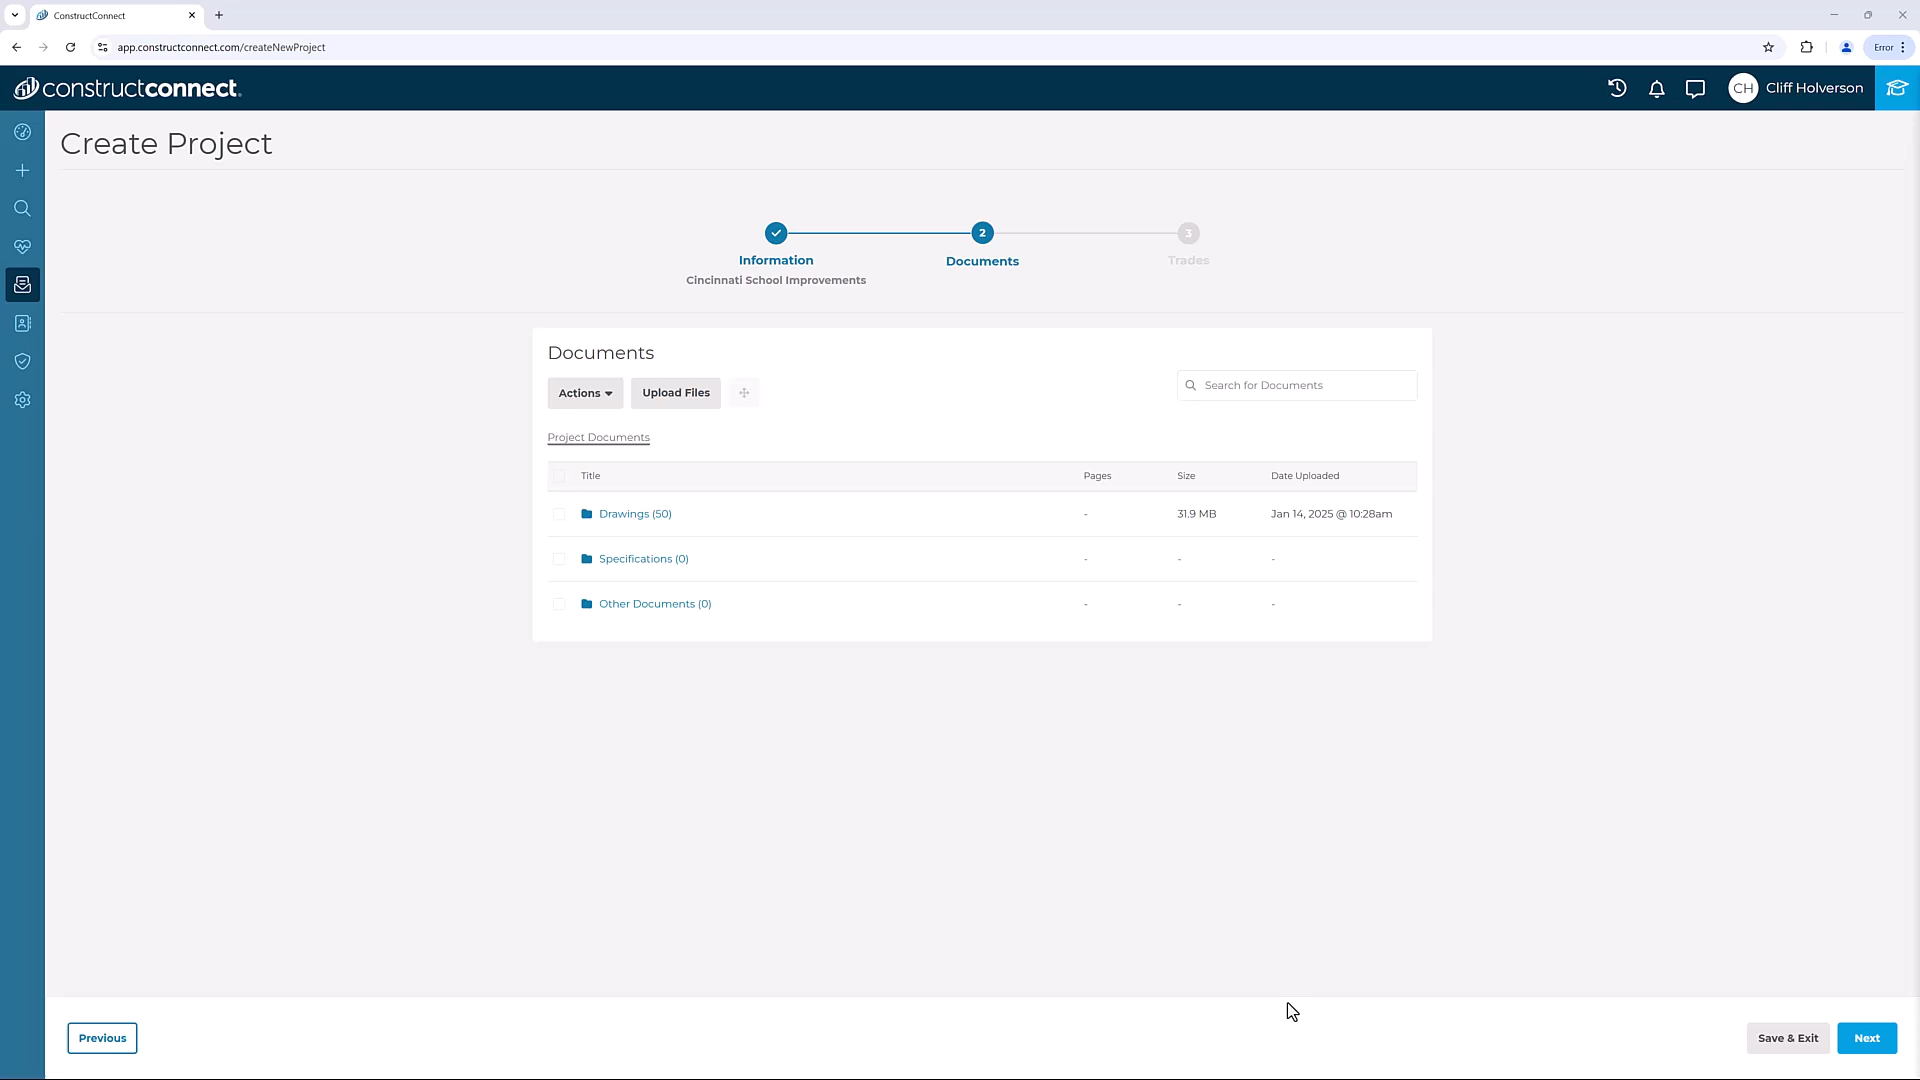 ConstructConnect
app.constructconnect.com/createNewProject
Error
constructconnect.
CH Cliff Holverson
Create Project
2
3
Information
Documents
Trades
Cincinnati School Improvements
Documents
Actions
Upload Files
Search for Documents
Project Documents
Title Pages Size Date Uploaded
Drawings (50) - 31.9 MB Jan 14, 2025 @ 10:28am
Specifications (0) - - -
Other Documents (0) - - -
Previous
Save & Exit
Next